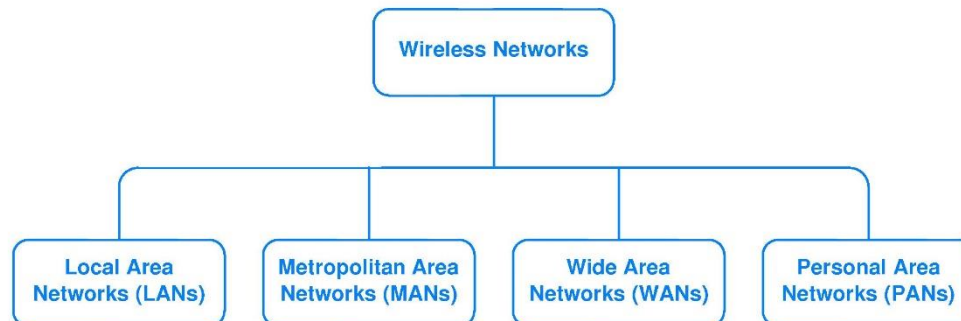 Wireless Networks
Local Area
Networks (LANs)
Metropolitan Area
Networks (MANs)
Wide Area
Networks (WANs)
Personal Area
Networks (PANs)